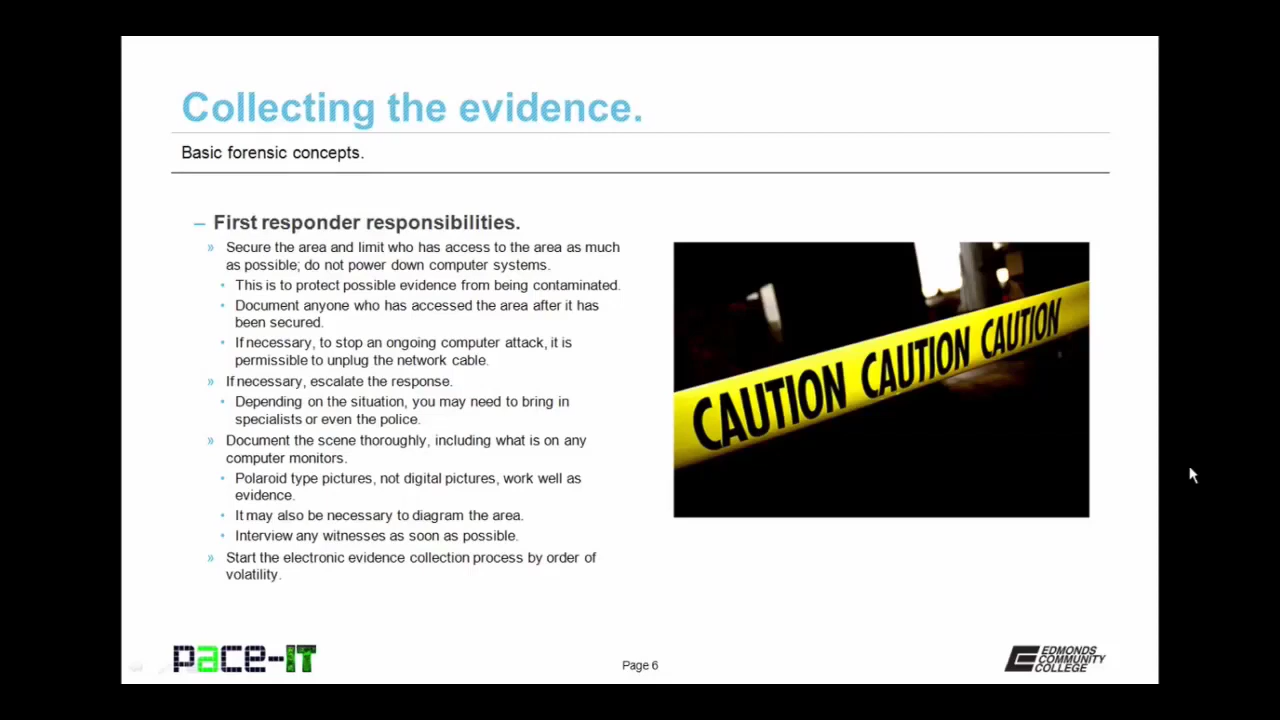 Collecting the evidence.
Basic forensic concepts.
– First responder responsibilities.
» Secure the area and limit who has access to the area as much
as possible; do not power down computer systems.
• This is to protect possible evidence from being contaminated.
• Document anyone who has accessed the area after it has
been secured.
• If necessary, to stop an ongoing computer attack, it is
permissible to unplug the network cable.
» If necessary, escalate the response.
• Depending on the situation, you may need to bring in
specialists or even the police.
» Document the scene thoroughly, including what is on any
computer monitors.
• Polaroid type pictures, not digital pictures, work well as
evidence.
• It may also be necessary to diagram the area.
• Interview any witnesses as soon as possible.
» Start the electronic evidence collection process by order of
volatility.
CAUTION CAUTION CAUTION
pace-IT
Page 6
EDMONDS
COMMUNITY
COLLEGE